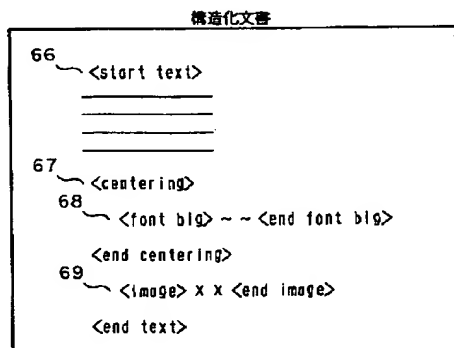 構造化文書
66 <start text>
67 <centering>
68 <font big> ~ ~ <end font big>
<end centering>
69 <image> x x <end image>
<end text>